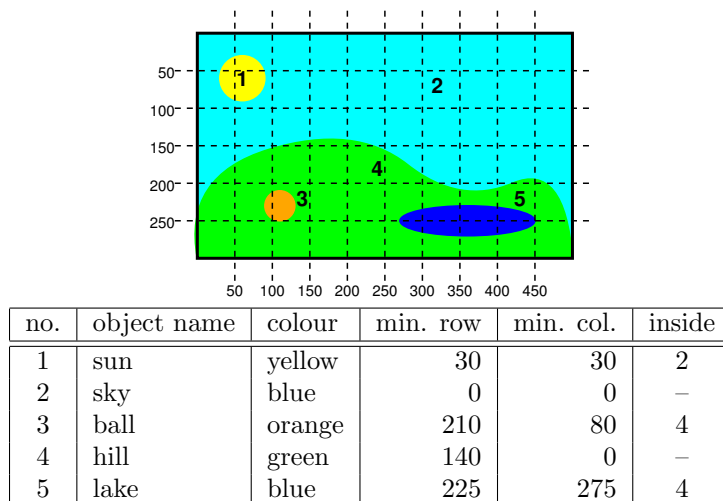 50
1
2
100
150
4
200
3
5
250
50 100 150 200 250 300 350 400 450
no. object name colour min. row min. col. inside
1 sun yellow 30 30 2
2 sky blue 0 0 –
3 ball orange 210 80 4
4 hill green 140 0 –
5 lake blue 225 275 4